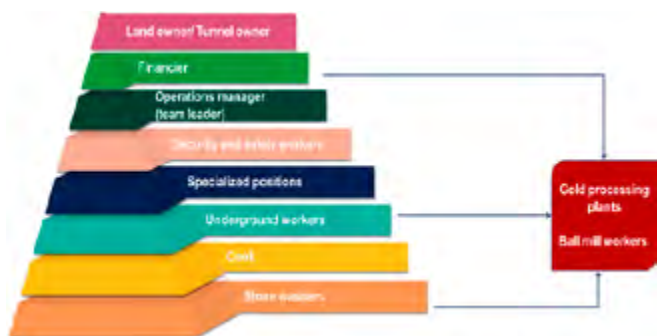 Land owner/Tunnel owner
Financier
Operations manager
(team leader)
Security and
workers
Specialized positions
Underground workers
Gold processing
plants
Ball mill workers